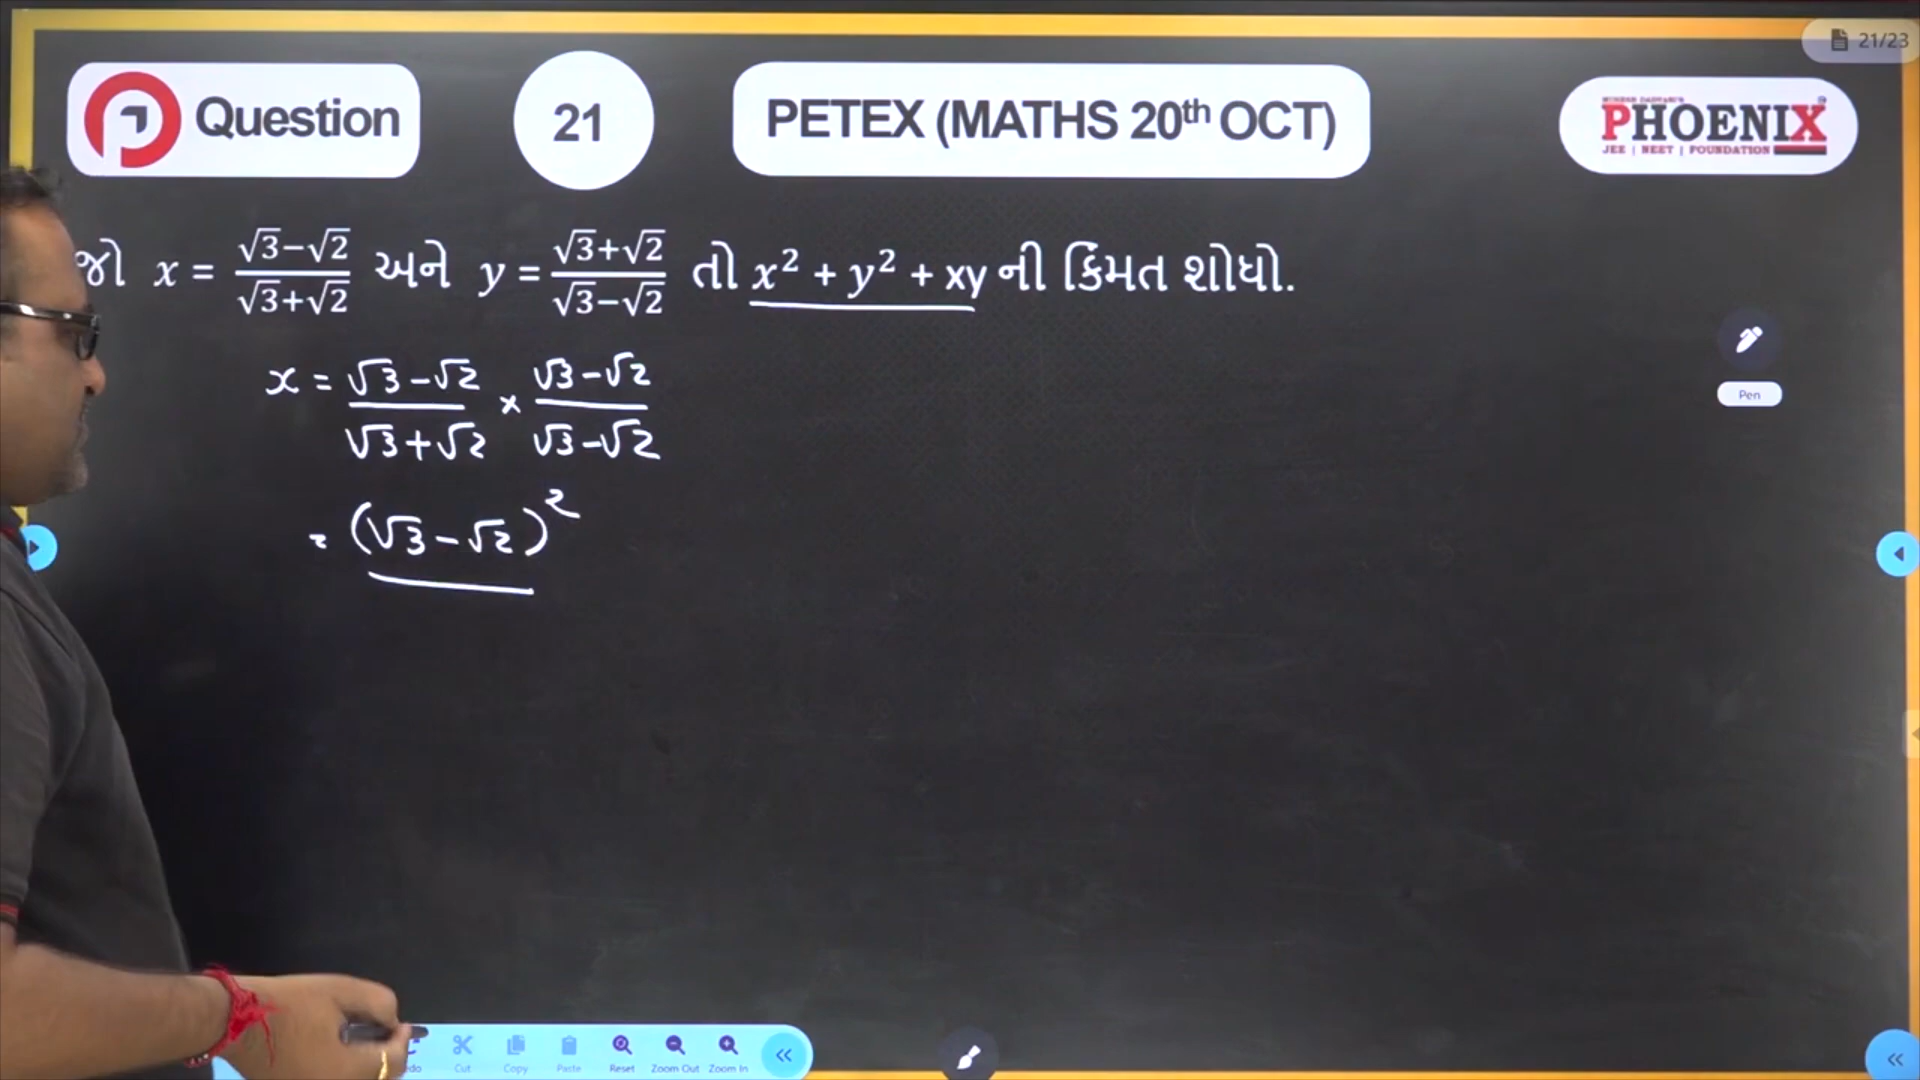 21/23
Question
21
PETEX (MATHS 20th OCT)
PHOENIX
JEE | NEET | FOUNDATION
જો x = √3−√2/√3+√2 અને y = √3+√2/√3−√2 તો x² + y² + xy ની કિંમત શોધો.
x = √3−√2/√3+√2 × √3−√2/√3−√2
= (√3−√2)²
Pen
Cut Copy Paste Reset Zoom Out Zoom In